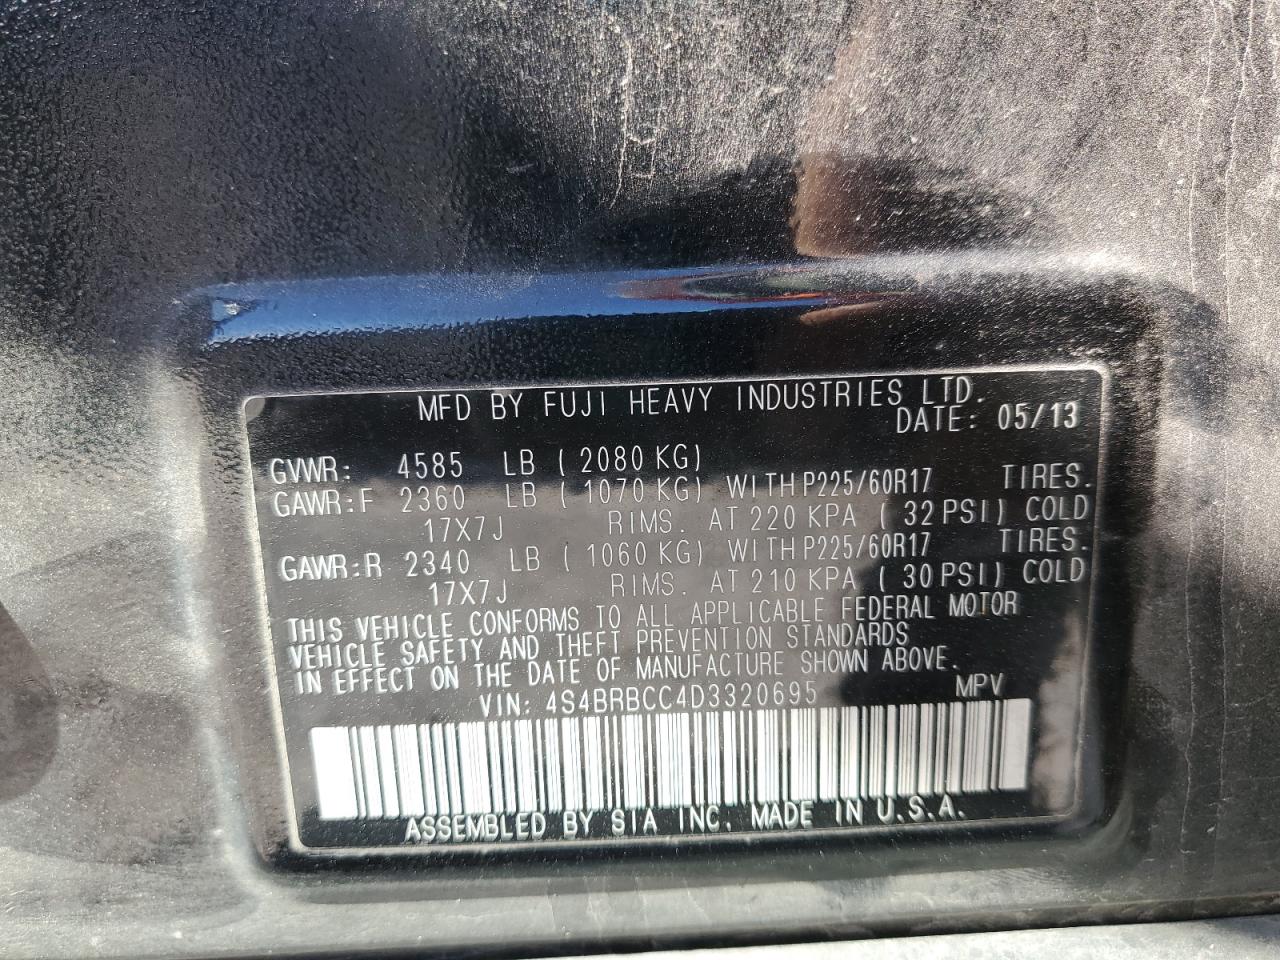 MFD BY FUJI HEAVY INDUSTRIES LTD.
DATE: 05/13
GVWR: 4585 LB ( 2080 KG)
GAWR:F 2360 LB ( 1070 KG) WITH P225/60R17 TIRES.
17X7J RIMS. AT 220 KPA ( 32 PSI) COLD
GAWR:R 2340 LB ( 1060 KG) WITH P225/60R17 TIRES.
17X7J RIMS. AT 210 KPA ( 30 PSI) COLD
THIS VEHICLE CONFORMS TO ALL APPLICABLE FEDERAL MOTOR
VEHICLE SAFETY AND THEFT PREVENTION STANDARDS
IN EFFECT ON THE DATE OF MANUFACTURE SHOWN ABOVE.
VIN: 4S4BRBCC4D3320695 MPV
ASSEMBLED BY SIA INC. MADE IN U.S.A.